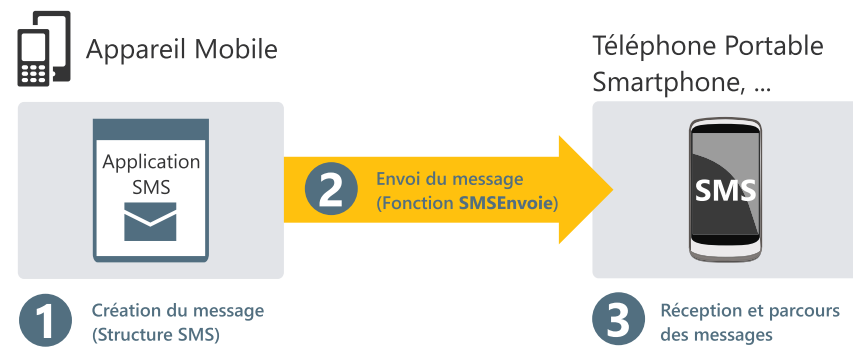 Appareil Mobile
Téléphone Portable
Smartphone, ...
Application
SMS
2
Envoi du message
(Fonction SMSEnvoie)
SMS
1
Création du message
(Structure SMS)
3
Réception et parcours
des messages